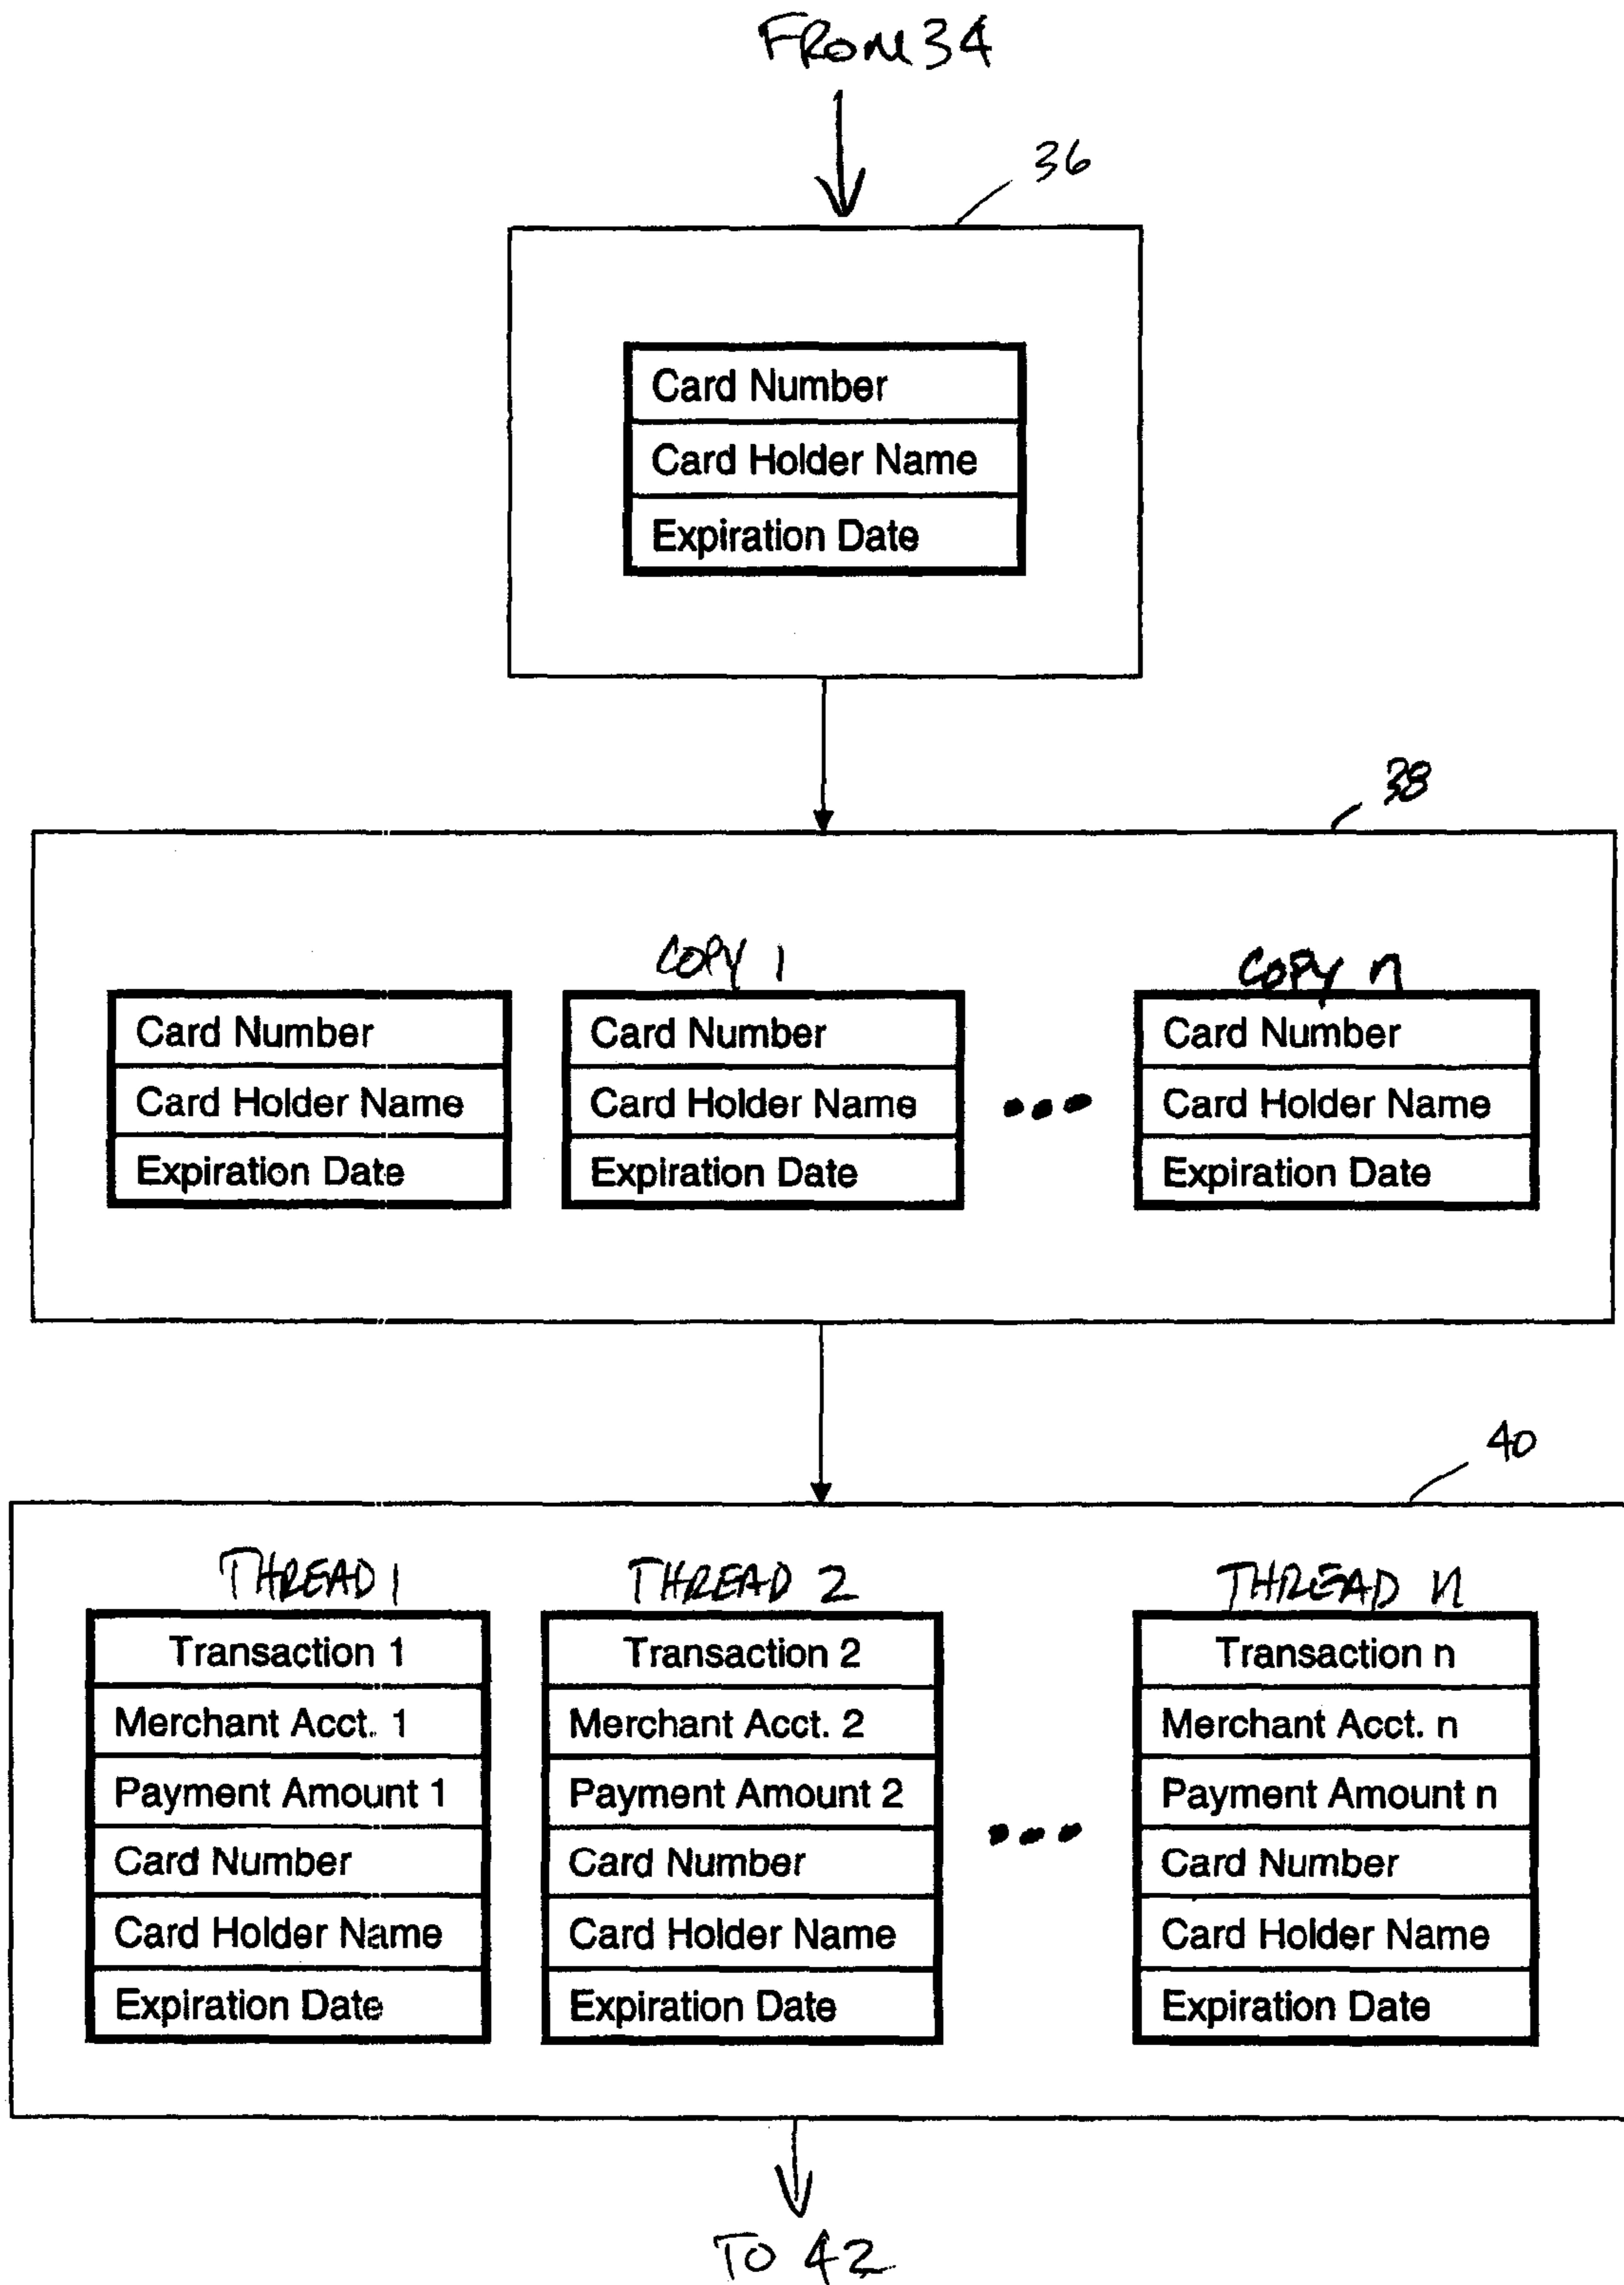 FROM 34
36
Card Number
Card Holder Name
Expiration Date
38
COPY 1
COPY n
Card Number
Card Holder Name
Expiration Date
Card Number
Card Holder Name
Expiration Date
Card Number
Card Holder Name
Expiration Date
40
THREAD 1
Transaction 1
Merchant Acct. 1
Payment Amount 1
Card Number
Card Holder Name
Expiration Date
THREAD 2
Transaction 2
Merchant Acct. 2
Payment Amount 2
Card Number
Card Holder Name
Expiration Date
THREAD n
Transaction n
Merchant Acct. n
Payment Amount n
Card Number
Card Holder Name
Expiration Date
TO 42